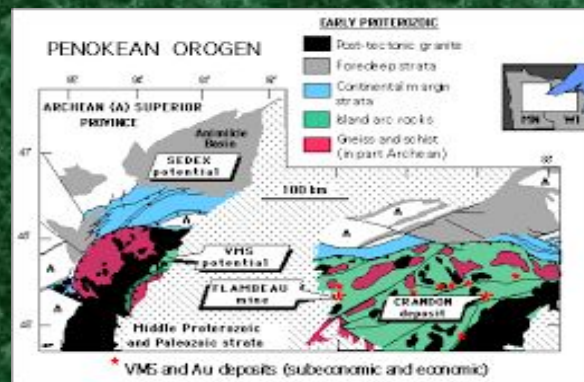 EARLY PROTEROZOIC
PENOKEAN OROGEN
Post-tectonic granite
Foredeep strata
Continental margin
strata
Island arc rocks
Gneiss and schist
(in part Archean)
MN
WI
ARCHEAN (A) SUPERIOR
PROVINCE
Animikie
Basin
SEDEX
potential
100 km
A
A
A
A
A
A
VMS
potential
FLAMBEAU
mine
CRANDON
deposit
Middle Proterozoic
and Paleozoic strata
* VMS and Au deposits (subeconomic and economic)